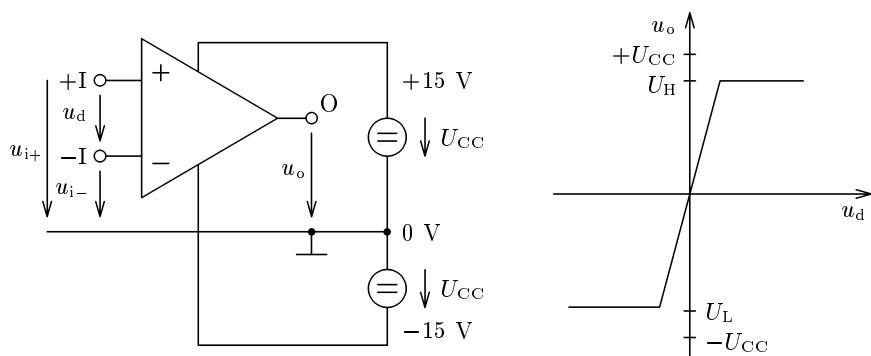 +I
+
+15 V
u_d
O
U_CC
u_i+
−I
−
u_i−
u_o
0 V
U_CC
−15 V
u_o
+U_CC
U_H
u_d
U_L
−U_CC